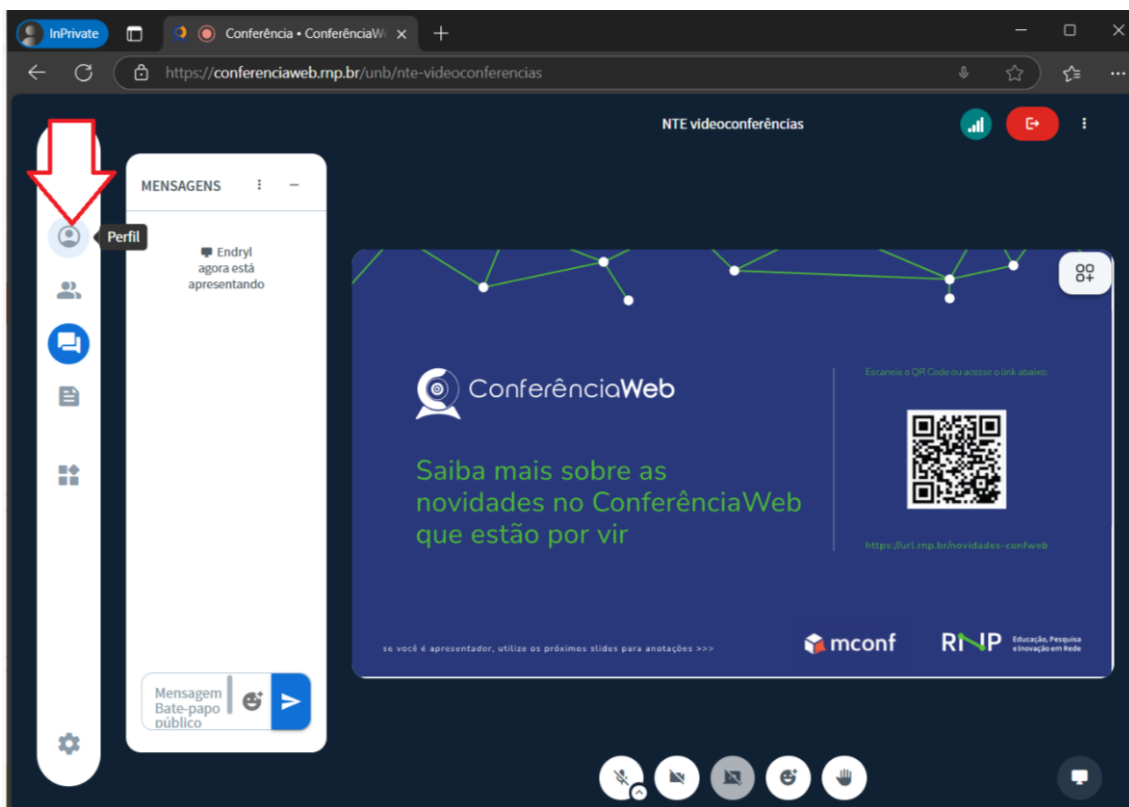 InPrivate
Conferência • ConferênciaW
https://conferenciaweb.rnp.br/unb/nte-videoconferencias
NTE videoconferências
MENSAGENS
Perfil
Endryl
agora está
apresentando
ConferênciaWeb
Saiba mais sobre as
novidades no ConferênciaWeb
que estão por vir
Escaneie o QR Code ou acesse o link abaixo:
https://url.rnp.br/novidades-confweb
se você é apresentador, utilize os próximos slides para anotações >>>
mconf
RNP
Educação, Pesquisa
e Inovação em Rede
Mensagem
Bate-papo
público